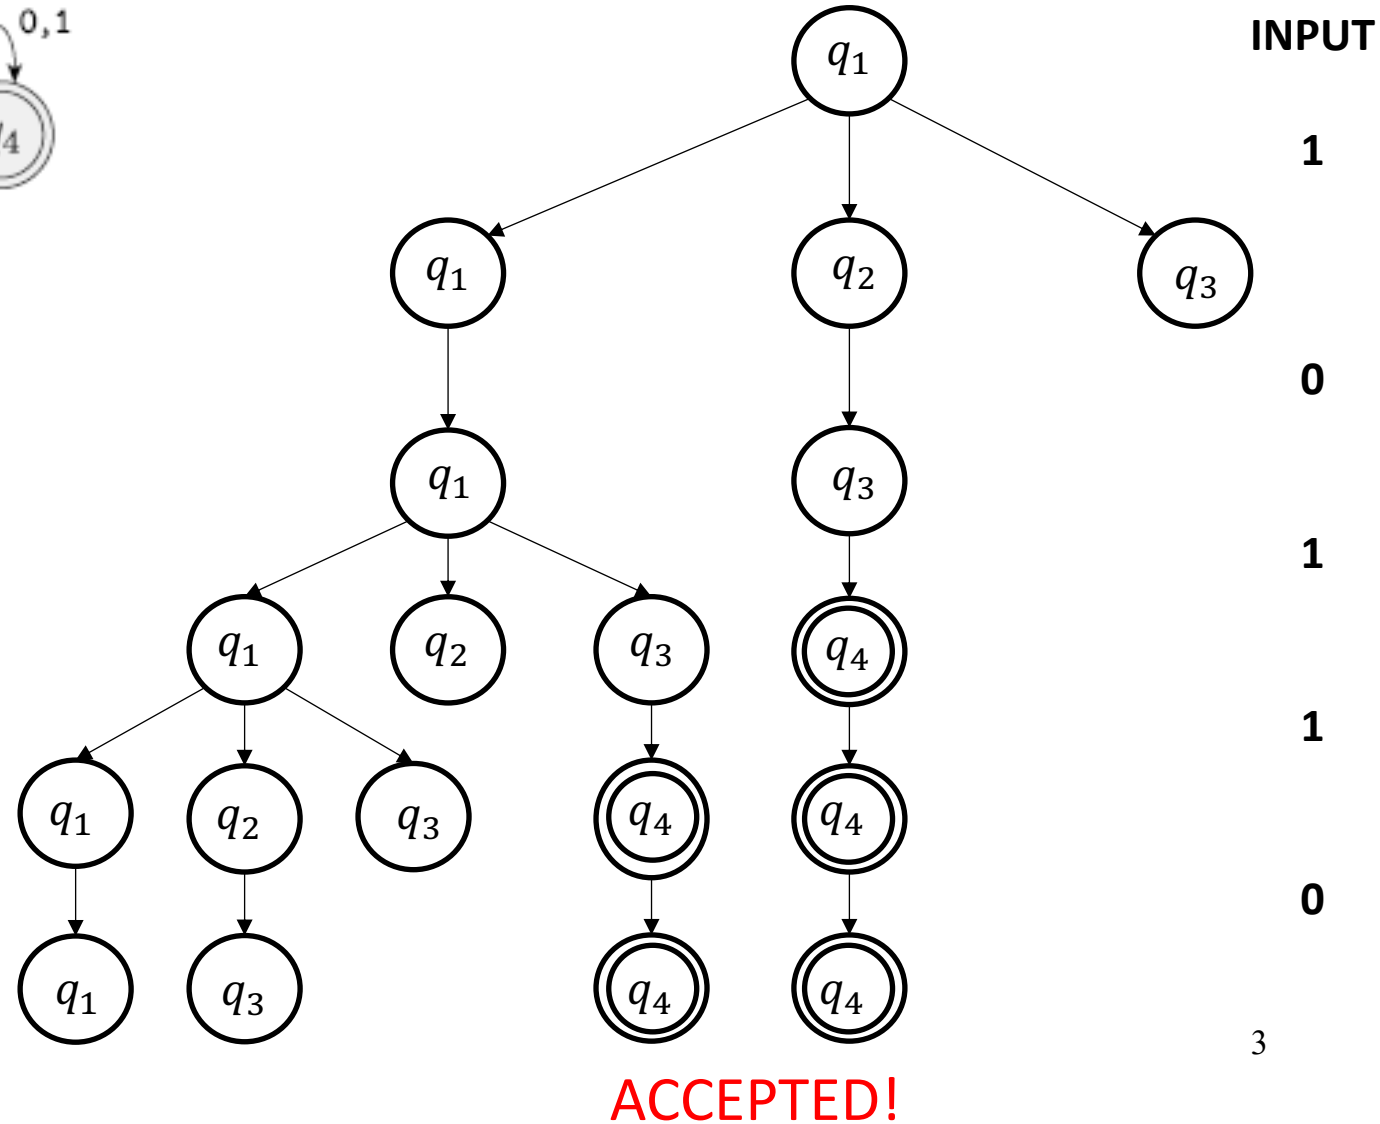 0,1
INPUT
q₁
4
1
q₁ q₂ q₃
0
q₁ q₃
1
q₁ q₂ q₃ q₄
1
q₁ q₂ q₃ q₄ q₄
0
q₁ q₃ q₄ q₄
3
ACCEPTED!